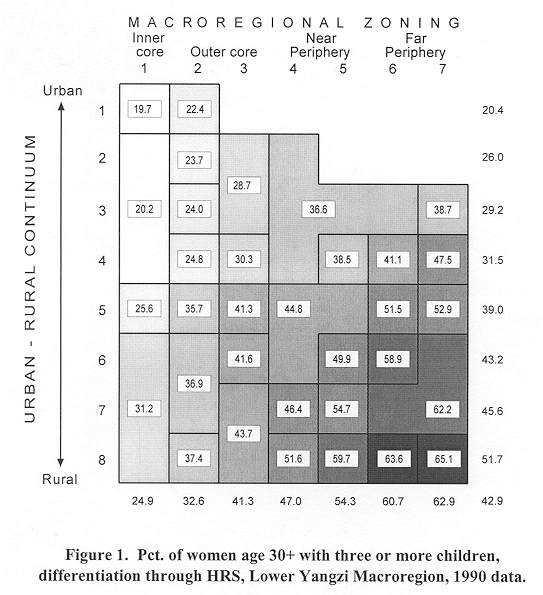 MACROREGIONAL ZONING
Inner core Outer core Near Periphery Far Periphery
1 2 3 4 5 6 7
Urban
1 19.7 22.4 20.4
2 23.7 26.0
28.7
3 20.2 24.0 36.6 38.7 29.2
4 24.8 30.3 38.5 41.1 47.5 31.5
5 25.6 35.7 41.3 44.8 51.5 52.9 39.0
6 41.6 49.9 58.9 43.2
36.9
7 31.2 46.4 54.7 62.2 45.6
43.7
8 37.4 51.6 59.7 63.6 65.1 51.7
Rural
24.9 32.6 41.3 47.0 54.3 60.7 62.9 42.9
URBAN - RURAL CONTINUUM
Figure 1. Pct. of women age 30+ with three or more children,
differentiation through HRS, Lower Yangzi Macroregion, 1990 data.